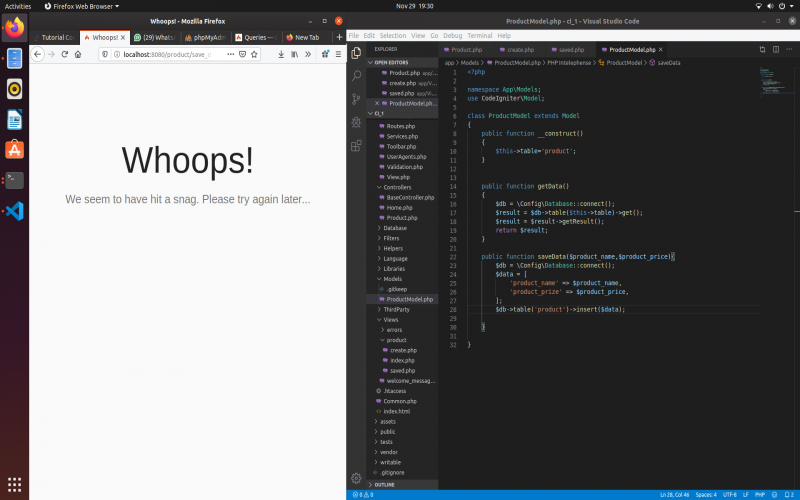 Activities
Firefox Web Browser
Nov 29 19:30
Whoops! - Mozilla Firefox
Tutorial Co
Whoops!
(29) Whats
phpMyAdm
Queries —
New Tab
localhost:8080/product/save_
Whoops!
We seem to have hit a snag. Please try again later...
ProductModel.php - ci_1 - Visual Studio Code
File Edit Selection View Go Debug Terminal Help
EXPLORER
OPEN EDITORS
Product.php app/...
create.php app/V...
saved.php app/Vi...
ProductModel.ph...
CI_1
Routes.php
Services.php
Toolbar.php
UserAgents.php
Validation.php
View.php
Controllers
BaseController.php
Home.php
Product.php
Database
Filters
Helpers
Language
Libraries
Models
.gitkeep
ProductModel.php
ThirdParty
Views
errors
product
create.php
index.php
saved.php
welcome_messag...
.htaccess
Common.php
index.html
assets
public
tests
vendor
writable
.gitignore
OUTLINE
Product.php
create.php
saved.php
ProductModel.php
app > Models > ProductModel.php > PHP Intelephense > ProductModel > saveData
1 <?php
2
3 namespace App\Models;
4 use CodeIgniter\Model;
5
6 class ProductModel extends Model
7 {
8 public function __construct()
9 {
10 $this->table='product';
11 }
12
13
14 public function getData()
15 {
16 $db = \Config\Database::connect();
17 $result = $db->table($this->table)->get();
18 $result = $result->getResult();
19 return $result;
20 }
21
22 public function saveData($product_name,$product_price){
23 $db = \Config\Database::connect();
24 $data = [
25 'product_name' => $product_name,
26 'product_prize' => $product_price,
27 ];
28 $db->table('product')->insert($data);
29
30 }
31
32 }
0 0
Ln 28, Col 46
Spaces: 4
UTF-8
LF
PHP
2